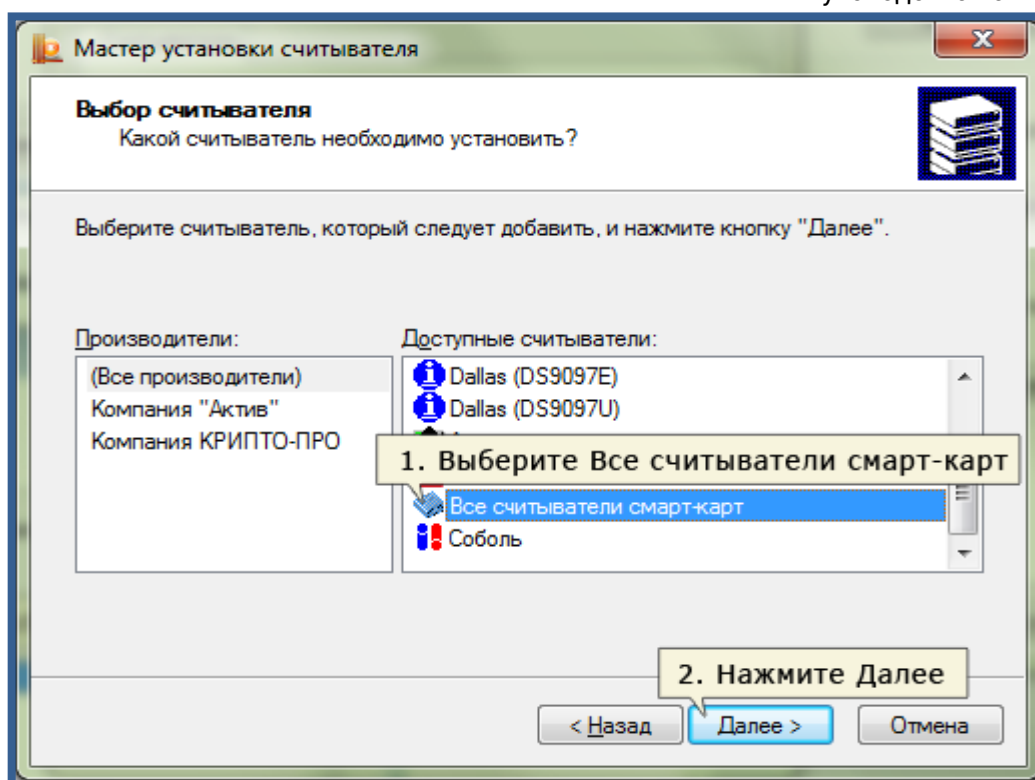 Мастер установки считывателя
Выбор считывателя
Какой считыватель необходимо установить?
Выберите считыватель, который следует добавить, и нажмите кнопку "Далее".
Производители:
(Все производители)
Компания "Актив"
Компания КРИПТО-ПРО
Доступные считыватели:
Dallas (DS9097E)
Dallas (DS9097U)
1. Выберите Все считыватели смарт-карт
Все считыватели смарт-карт
Соболь
2. Нажмите Далее
< Назад
Далее >
Отмена